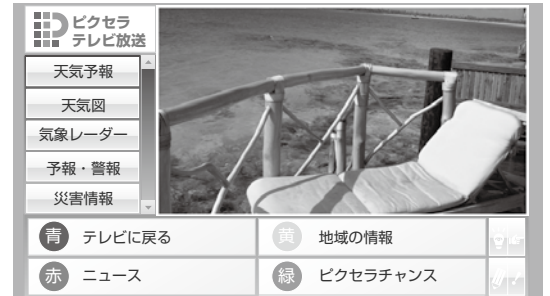 ピクセラ
テレビ放送
天気予報
天気図
気象レーダー
予報・警報
災害情報
青 テレビに戻る
黄 地域の情報
赤 ニュース
緑 ピクセラチャンス